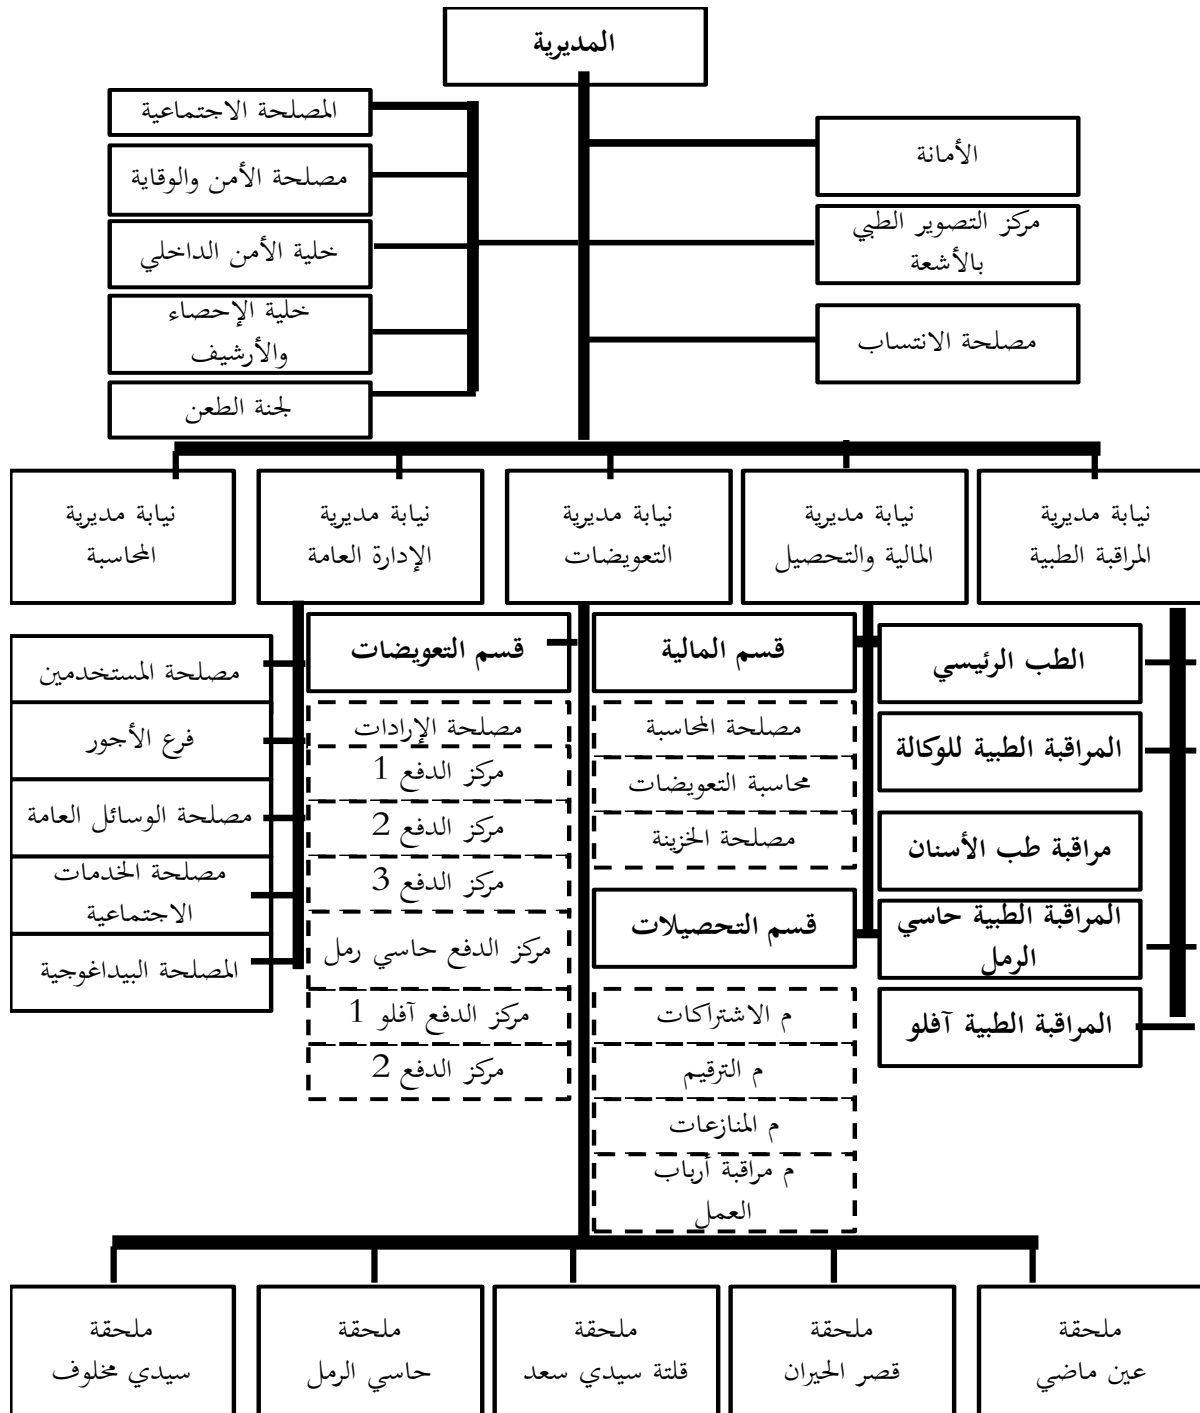 المديرية
الأمانة
مركز التصوير الطبي
بالأشعة
مصلحة الانتساب
المصلحة الاجتماعية
مصلحة الأمن والوقاية
خلية الأمن الداخلي
خلية الإحصاء
والأرشيف
لجنة الطعن
نيابة مديرية
المراقبة الطبية
نيابة مديرية
المالية والتحصيل
نيابة مديرية
التعويضات
نيابة مديرية
الإدارة العامة
نيابة مديرية
المحاسبة
الطب الرئيسي
المراقبة الطبية للوكالة
مراقبة طب الأسنان
المراقبة الطبية حاسي
الرمل
المراقبة الطبية آفلو
قسم المالية
مصلحة المحاسبة
محاسبة التعويضات
مصلحة الخزينة
قسم التحصيلات
م الاشتراكات
م الترقيم
م المنازعات
م مراقبة أرباب
العمل
قسم التعويضات
مصلحة الإرادات
مركز الدفع 1
مركز الدفع 2
مركز الدفع 3
مركز الدفع حاسي رمل
مركز الدفع آفلو 1
مركز الدفع 2
مصلحة المستخدمين
فرع الأجور
مصلحة الوسائل العامة
مصلحة الخدمات
الاجتماعية
المصلحة البيداغوجية
ملحقة
عين ماضي
ملحقة
قصر الحيران
ملحقة
قلتة سيدي سعد
ملحقة
حاسي الرمل
ملحقة
سيدي مخلوف